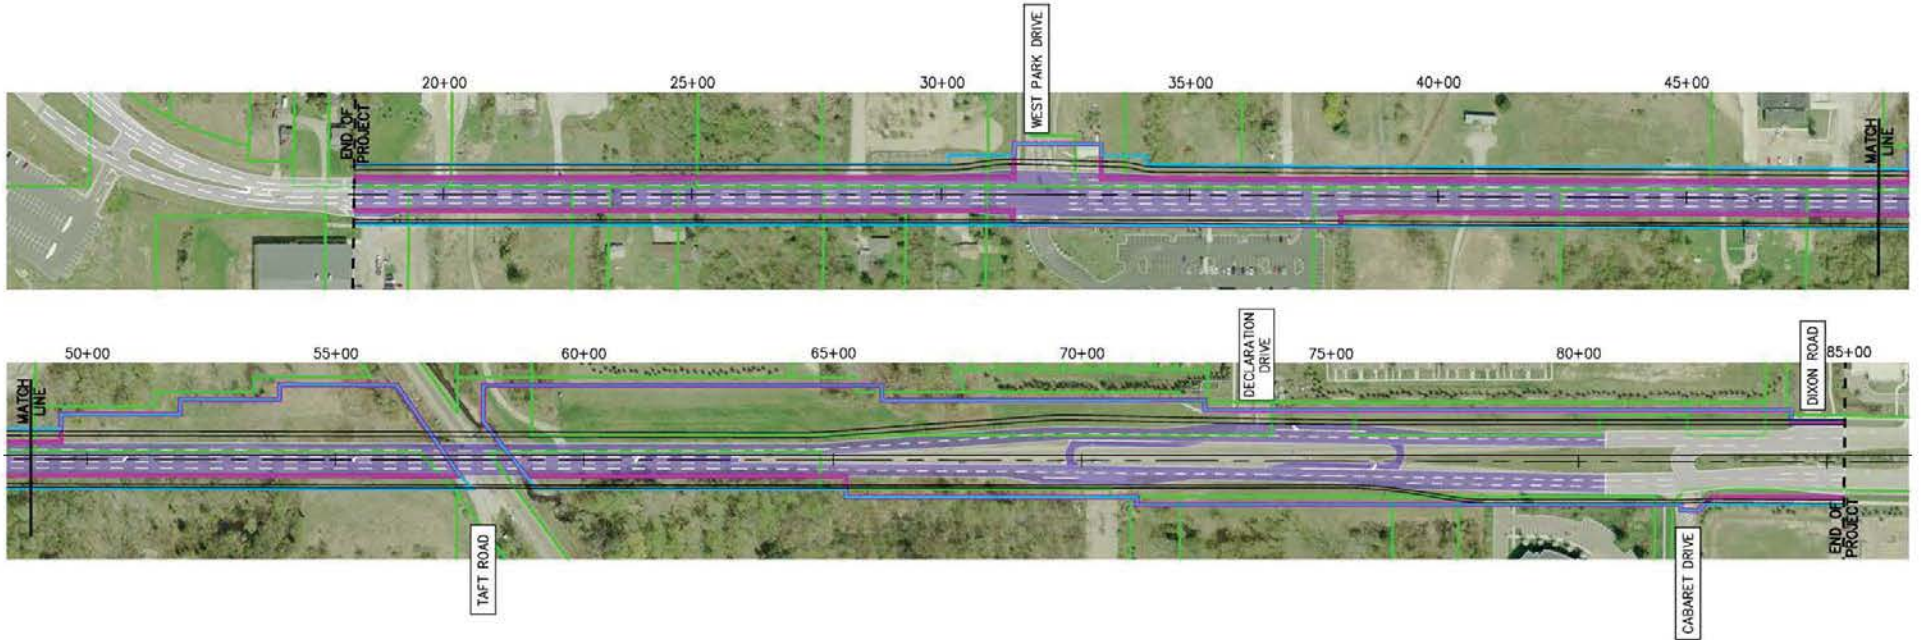 WEST PARK DRIVE
20+00 25+00 30+00 35+00 40+00 45+00
END OF
PROJECT
MATCH
LINE
DECLARATION
DRIVE
DIXON ROAD
50+00 55+00 60+00 65+00 70+00 75+00 80+00 85+00
MATCH
LINE
END OF
PROJECT
TAFT ROAD
CABARET DRIVE